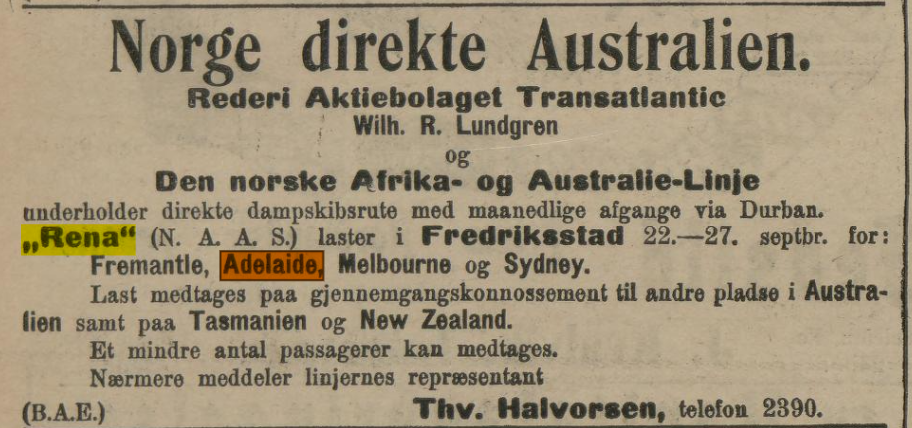 Norge direkte Australien.
Rederi Aktiebolaget Transatlantic
Wilh. R. Lundgren
og
Den norske Afrika- og Australie-Linje
underholder direkte dampskibsrute med maanedlige afgange via Durban.
„Rena“ (N. A. A. S.) laster i Fredriksstad 22.—27. septbr. for:
Fremantle, Adelaide, Melbourne og Sydney.
Last medtages paa gjennemgangskonnossement til andre pladse i Austra-
lien samt paa Tasmanien og New Zealand.
Et mindre antal passagerer kan medtages.
Nærmere meddeler linjernes repræsentant
(B.A.E.) Thv. Halvorsen, telefon 2390.